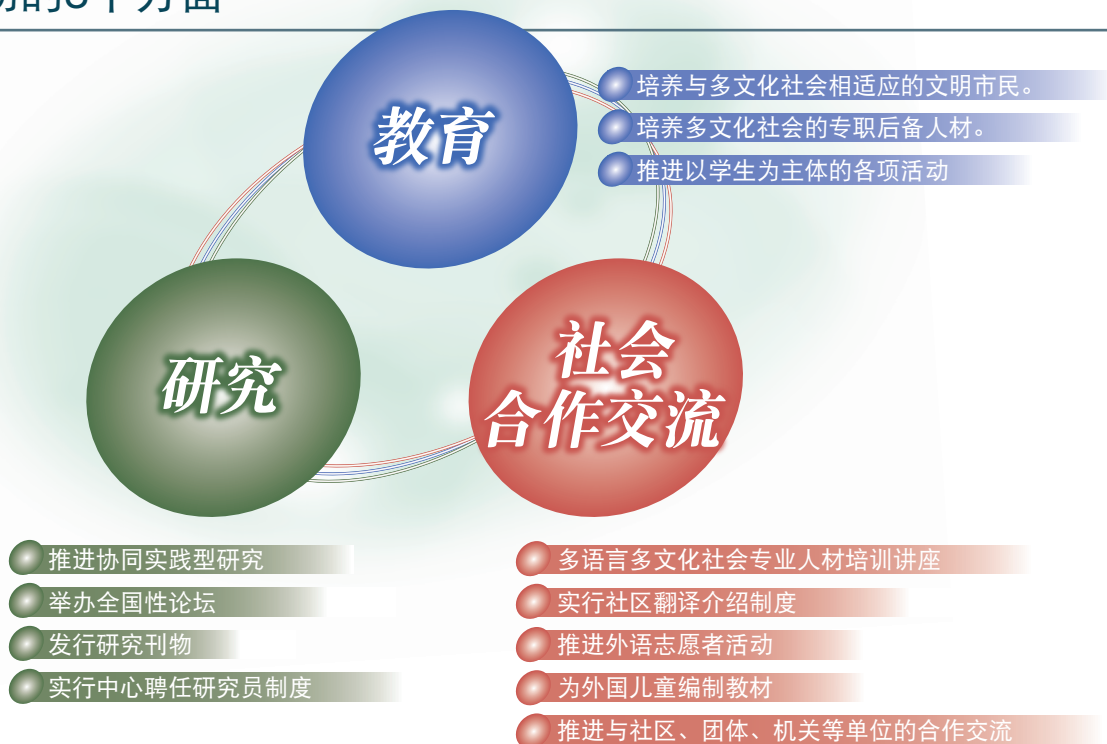 的3个方面
教育
培养与多文化社会相适应的文明市民。
培养多文化社会的专职后备人材。
推进以学生为主体的各项活动
研究
社会
合作交流
推进协同实践型研究
举办全国性论坛
发行研究刊物
实行中心聘任研究员制度
多语言多文化社会专业人材培训讲座
实行社区翻译介绍制度
推进外语志愿者活动
为外国儿童编制教材
推进与社区、团体、机关等单位的合作交流